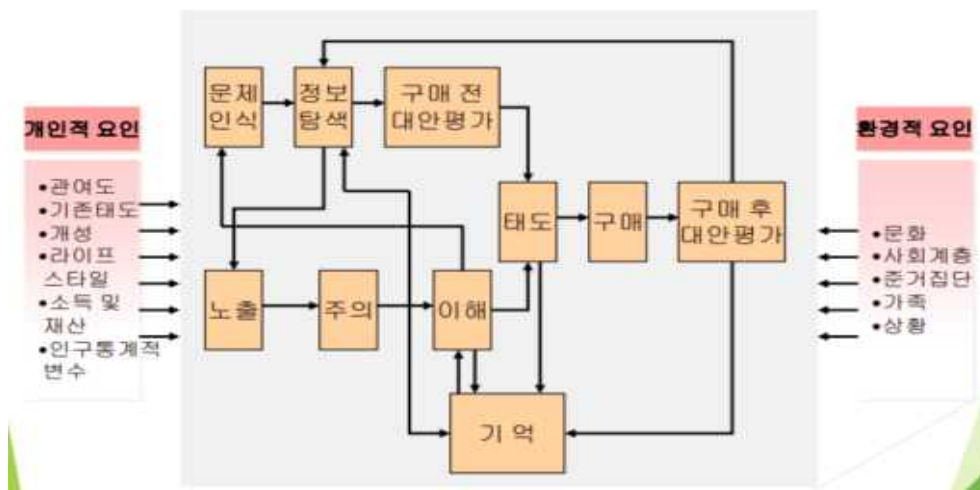 개인적 요인
•관여도
•기존태도
•개성
•라이프
스타일
•소득 및
재산
•인구통계적
변수
문제
인식
정보
탐색
구매 전
대안평가
태도
구매
구매 후
대안평가
노출
주의
이해
기 억
환경적 요인
•문화
•사회계층
•준거집단
•가족
•상황